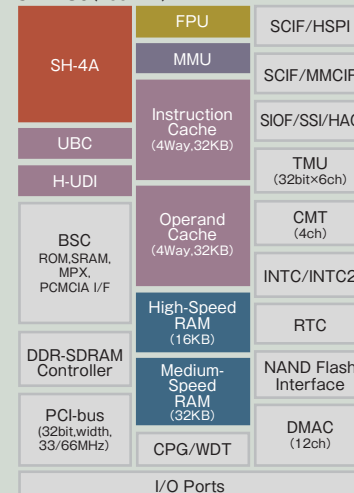 SH-4A
UBC
H-UDI
BSC
ROM,SRAM,
MPX,
PCMCIA I/F
DDR-SDRAM
Controller
PCI-bus
(32bit,width,
33/66MHz)
FPU
MMU
Instruction
Cache
(4Way,32KB)
Operand
Cache
(4Way,32KB)
High-Speed
RAM
(16KB)
Medium-
Speed
RAM
(32KB)
CPG/WDT
SCIF/HSPI
SCIF/MMCIF
SIOF/SSI/HAC
TMU
(32bit×6ch)
CMT
(4ch)
INTC/INTC2
RTC
NAND Flash
Interface
DMAC
(12ch)
I/O Ports